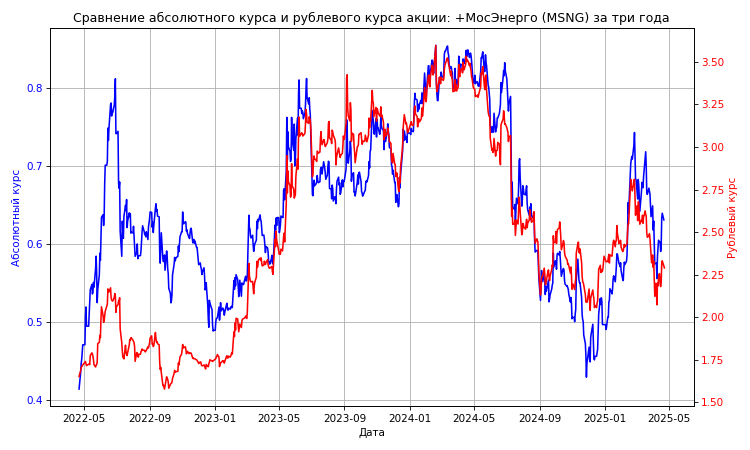 Сравнение абсолютного курса и рублевого курса акции: +МосЭнерго (MSNG) за три года
Абсолютный курс
0.8
0.7
0.6
0.5
0.4
3.50
3.25
3.00
2.75
2.50
2.25
2.00
1.75
1.50
Рублевый курс
2022-05 2022-09 2023-01 2023-05 2023-09 2024-01 2024-05 2024-09 2025-01 2025-05
Дата